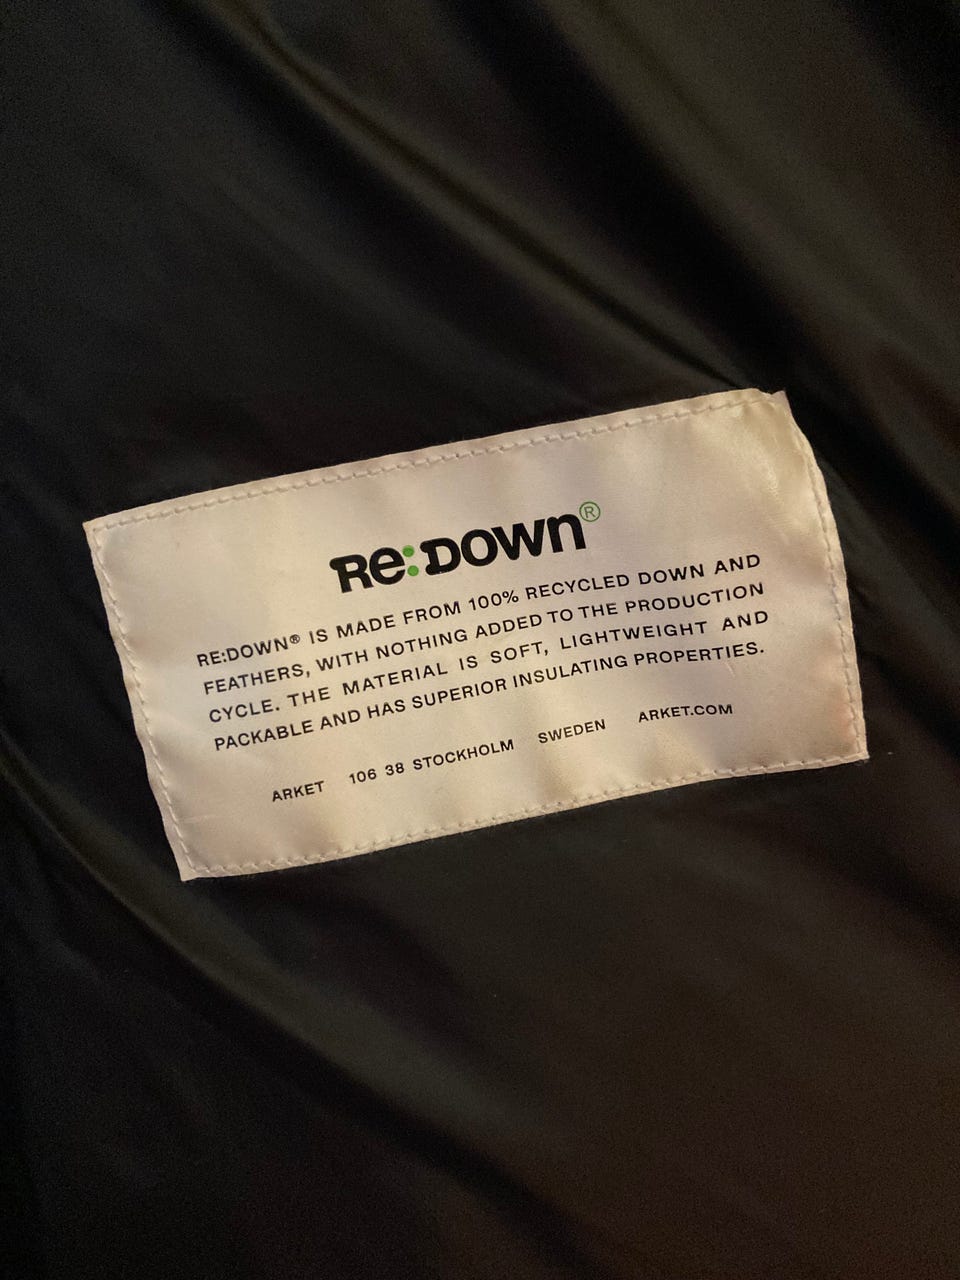 Re:DOWN®
RE:DOWN® IS MADE FROM 100% RECYCLED DOWN AND
FEATHERS, WITH NOTHING ADDED TO THE PRODUCTION
CYCLE. THE MATERIAL IS SOFT, LIGHTWEIGHT AND
PACKABLE AND HAS SUPERIOR INSULATING PROPERTIES.
ARKET 106 38 STOCKHOLM SWEDEN ARKET.COM